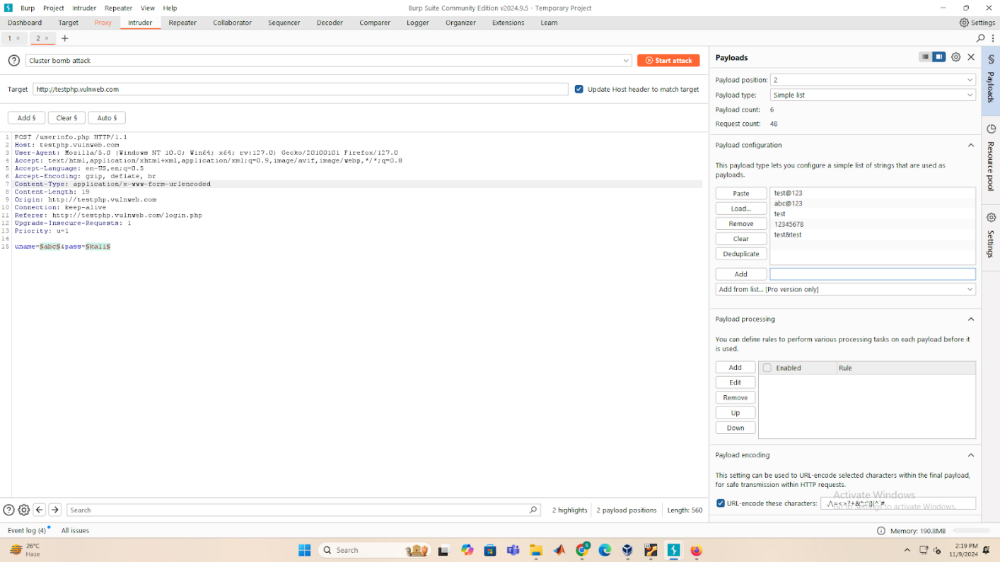 Burp Project Intruder Repeater View Help
Burp Suite Community Edition v2024.9.5 - Temporary Project
Dashboard Target Proxy Intruder Repeater Collaborator Sequencer Decoder Comparer Logger Organizer Extensions Learn
Settings
1 × 2 × +
Cluster bomb attack
Start attack
Target http://testphp.vulnweb.com
Update Host header to match target
Add § Clear § Auto §
1 POST /userinfo.php HTTP/1.1
2 Host: testphp.vulnweb.com
3 User-Agent: Mozilla/5.0 (Windows NT 10.0; Win64; x64; rv:127.0) Gecko/20100101 Firefox/127.0
4 Accept: text/html,application/xhtml+xml,application/xml;q=0.9,image/avif,image/webp,*/*;q=0.8
5 Accept-Language: en-US,en;q=0.5
6 Accept-Encoding: gzip, deflate, br
7 Content-Type: application/x-www-form-urlencoded
8 Content-Length: 19
9 Origin: http://testphp.vulnweb.com
10 Connection: keep-alive
11 Referer: http://testphp.vulnweb.com/login.php
12 Upgrade-Insecure-Requests: 1
13 Priority: u=1
14
15 uname=§abc§&pass=§kali§
Search
2 highlights 2 payload positions Length: 560
Payloads
Payload position: 2
Payload type: Simple list
Payload count: 6
Request count: 48
Payload configuration
This payload type lets you configure a simple list of strings that are used as
payloads.
Paste
Load...
Remove
Clear
Deduplicate
test@123
abc@123
test
12345678
test&test
Add
Add from list... [Pro version only]
Payload processing
You can define rules to perform various processing tasks on each payload before it
is used.
Add
Edit
Remove
Up
Down
Enabled Rule
Payload encoding
This setting can be used to URL-encode selected characters within the final payload,
for safe transmission within HTTP requests.
URL-encode these characters:
Activate Windows
Go to Settings to activate Windows.
Payloads
Resource pool
Settings
Event log (4) All issues
Memory: 190.8MB
26°C
Haze
Search
2:19 PM
11/9/2024